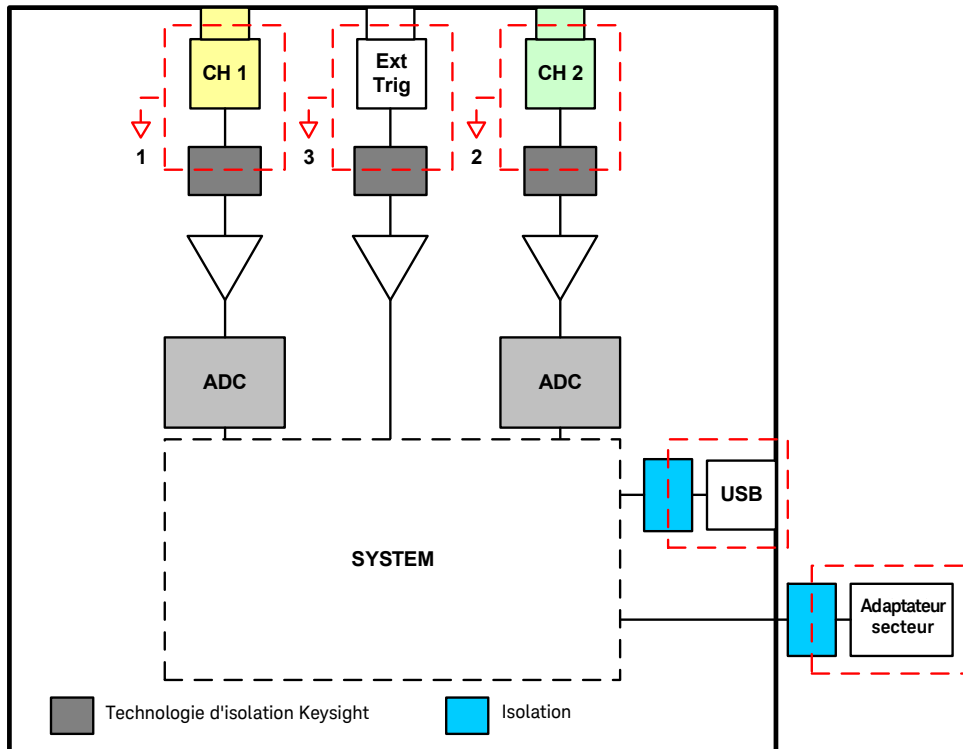 CH 1
Ext
Trig
CH 2
1
3
2
ADC
ADC
USB
SYSTEM
Adaptateur
secteur
Technologie d'isolation Keysight
Isolation